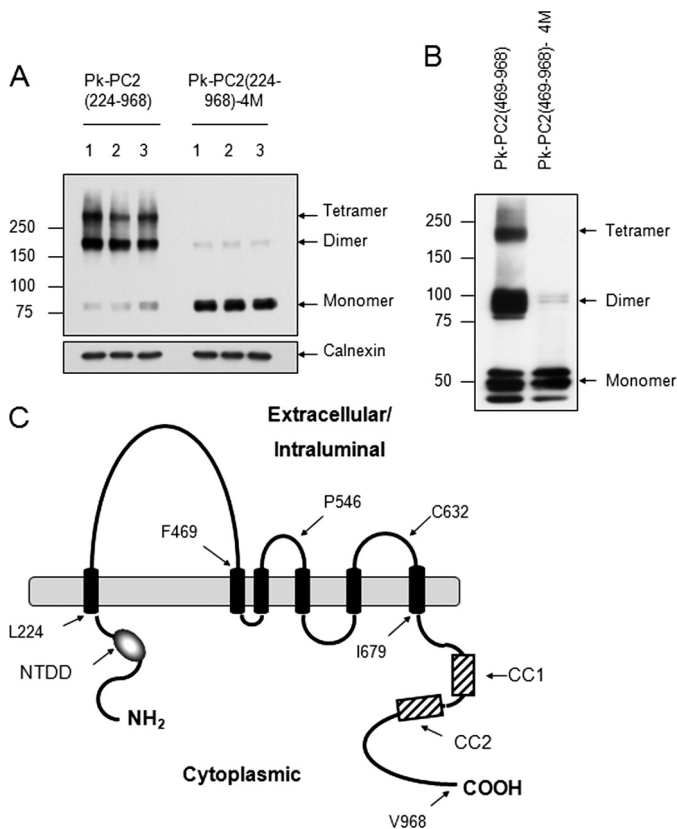 A
Pk-PC2
(224-968)
Pk-PC2(224-
968)-4M
1 2 3 1 2 3
250
150
100
75
Tetramer
Dimer
Monomer
Calnexin
B
Pk-PC2(469-968)
Pk-PC2(469-968)- 4M
250
150
100
75
50
Tetramer
Dimer
Monomer
C
Extracellular/
Intraluminal
F469
P546
C632
L224
NTDD
NH2
I679
CC1
CC2
Cytoplasmic
COOH
V968